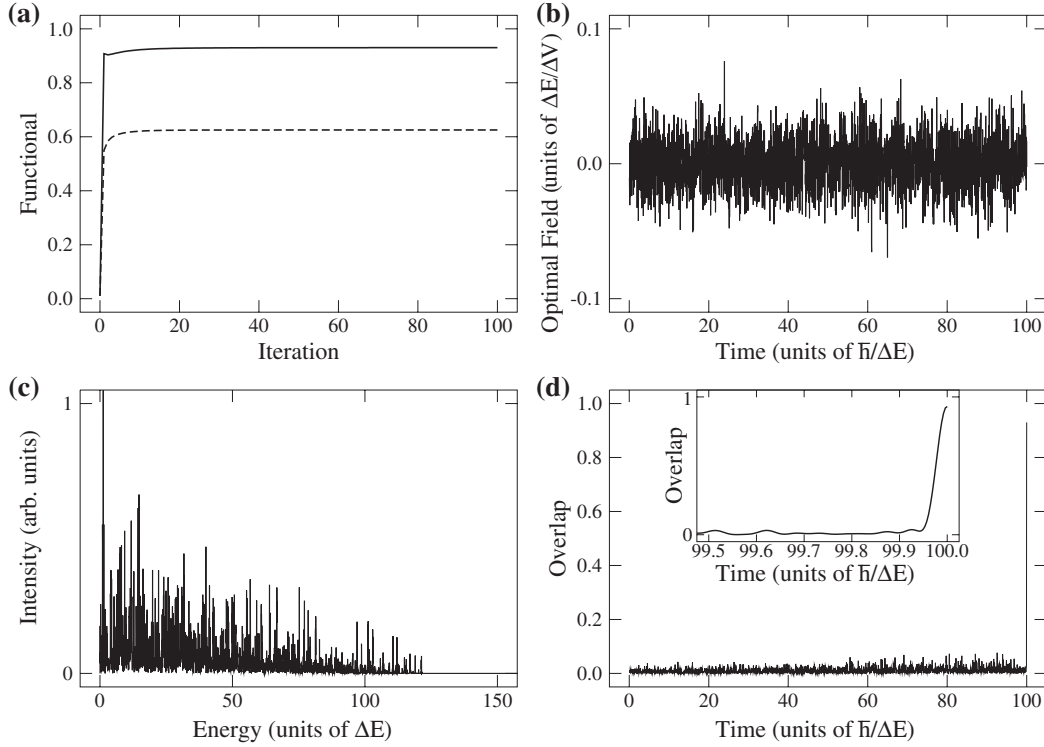 (a)
1.0
0.8
0.6
0.4
0.2
0.0
Functional
0 20 40 60 80 100
Iteration
(b)
0.1
0.0
-0.1
Optimal Field (units of ΔE/ΔV)
0 20 40 60 80 100
Time (units of ħ/ΔE)
(c)
1
0
Intensity (arb. units)
0 50 100 150
Energy (units of ΔE)
(d)
1.0
0.8
0.6
0.4
0.2
0.0
Overlap
1
0
Overlap
99.5 99.6 99.7 99.8 99.9 100.0
Time (units of ħ/ΔE)
0 20 40 60 80 100
Time (units of ħ/ΔE)